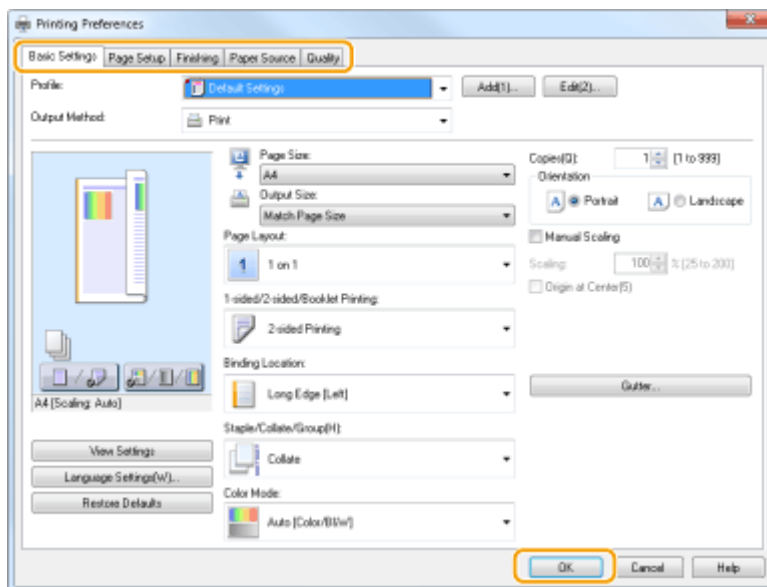 Printing Preferences
Basic Settings Page Setup Finishing Paper Source Quality
Profile: Default Settings Add(1)... Edit(2)...
Output Method: Print
Page Size:
A4
Output Size:
Match Page Size
Page Layout:
1 1 on 1
1-sided/2-sided/Booklet Printing:
2-sided Printing
Binding Location:
Long Edge [Left]
Staple/Collate/Group(H):
Collate
Color Mode:
Auto [Color/B/W]
Copies(Q): 1 [1 to 999]
Orientation
A Portrait A Landscape
Manual Scaling
Scaling: 100 % [25 to 200]
Origin at Center(5)
Gutter...
A4 [Scaling: Auto]
View Settings
Language Settings(W)...
Restore Defaults
OK Cancel Help